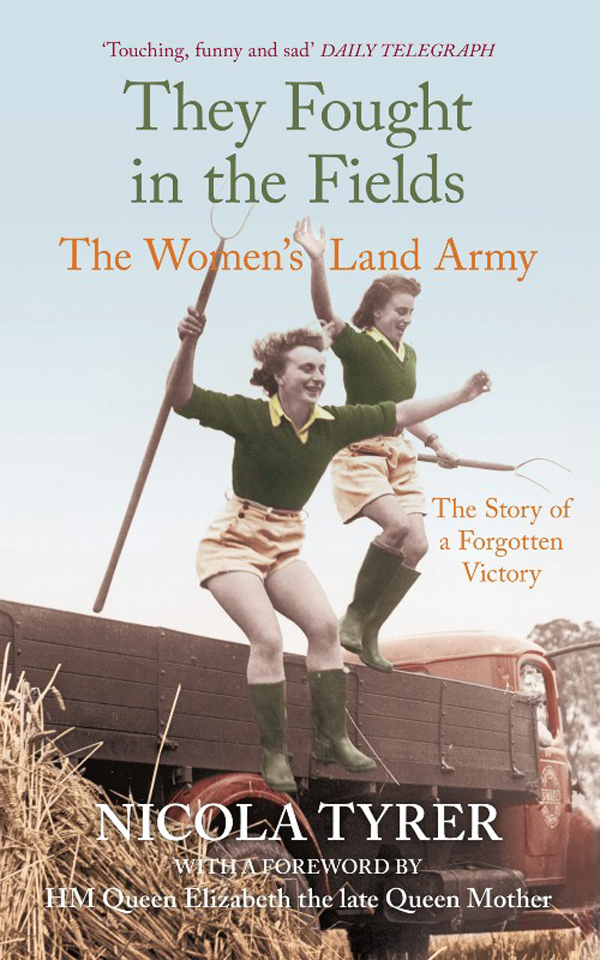 ‘Touching, funny and sad’ DAILY TELEGRAPH
They Fought
in the Fields
The Women’s Land Army
The Story of
a Forgotten
Victory
NICOLA TYRER
WITH A FOREWORD BY
HM Queen Elizabeth the late Queen Mother